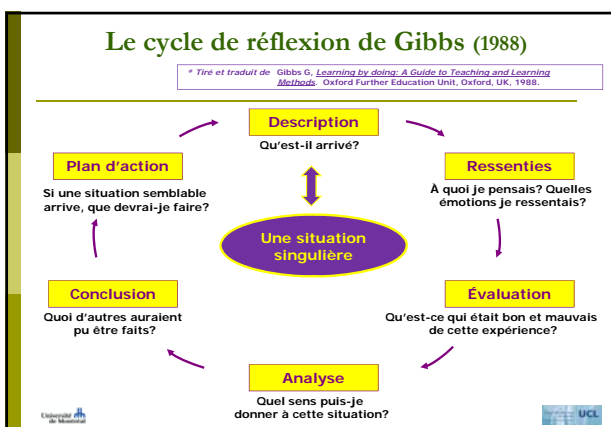 Le cycle de réflexion de Gibbs (1988)
* Tiré et traduit de Gibbs G, Learning by doing: A Guide to Teaching and Learning
Methods. Oxford Further Education Unit, Oxford, UK, 1988.
Description
Qu'est-il arrivé?
Ressenties
À quoi je pensais? Quelles
émotions je ressentais?
Évaluation
Qu'est-ce qui était bon et mauvais
de cette expérience?
Analyse
Quel sens puis-je
donner à cette situation?
Conclusion
Quoi d'autres auraient
pu être faits?
Plan d'action
Si une situation semblable
arrive, que devrai-je faire?
Une situation
singulière
Université
de Montréal
UCL